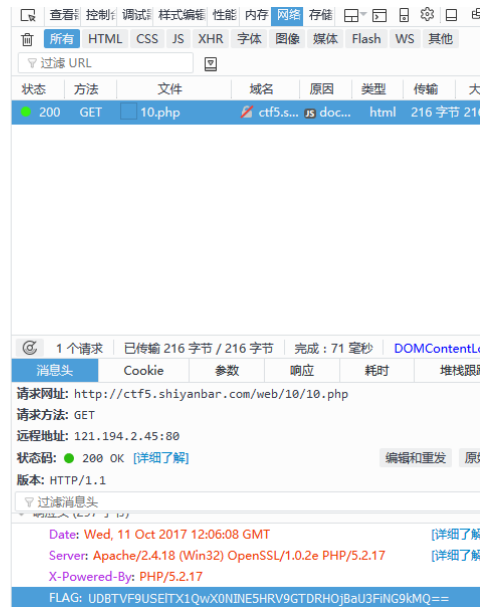 查看器 控制台 调试器 样式编辑 性能 内存 网络 存储
所有 HTML CSS JS XHR 字体 图像 媒体 Flash WS 其他
过滤 URL
状态 方法 文件 域名 原因 类型 传输 大
200 GET 10.php ctf5.s... JS doc... html 216 字节 216
1 个请求 已传输 216 字节 / 216 字节 完成：71 毫秒 DOMContentLo
消息头 Cookie 参数 响应 耗时 堆栈跟踪
请求网址: http://ctf5.shiyanbar.com/web/10/10.php
请求方法: GET
远程地址: 121.194.2.45:80
状态码: 200 OK [详细了解] 编辑和重发 原始
版本: HTTP/1.1
过滤消息头
Date: Wed, 11 Oct 2017 12:06:08 GMT [详细了解
Server: Apache/2.4.18 (Win32) OpenSSL/1.0.2e PHP/5.2.17 [详细了解
X-Powered-By: PHP/5.2.17
FLAG: UDBTVF9USElTX1QwX0NINE5HRV9GTDRHOjBaU3FiNG9kMQ==